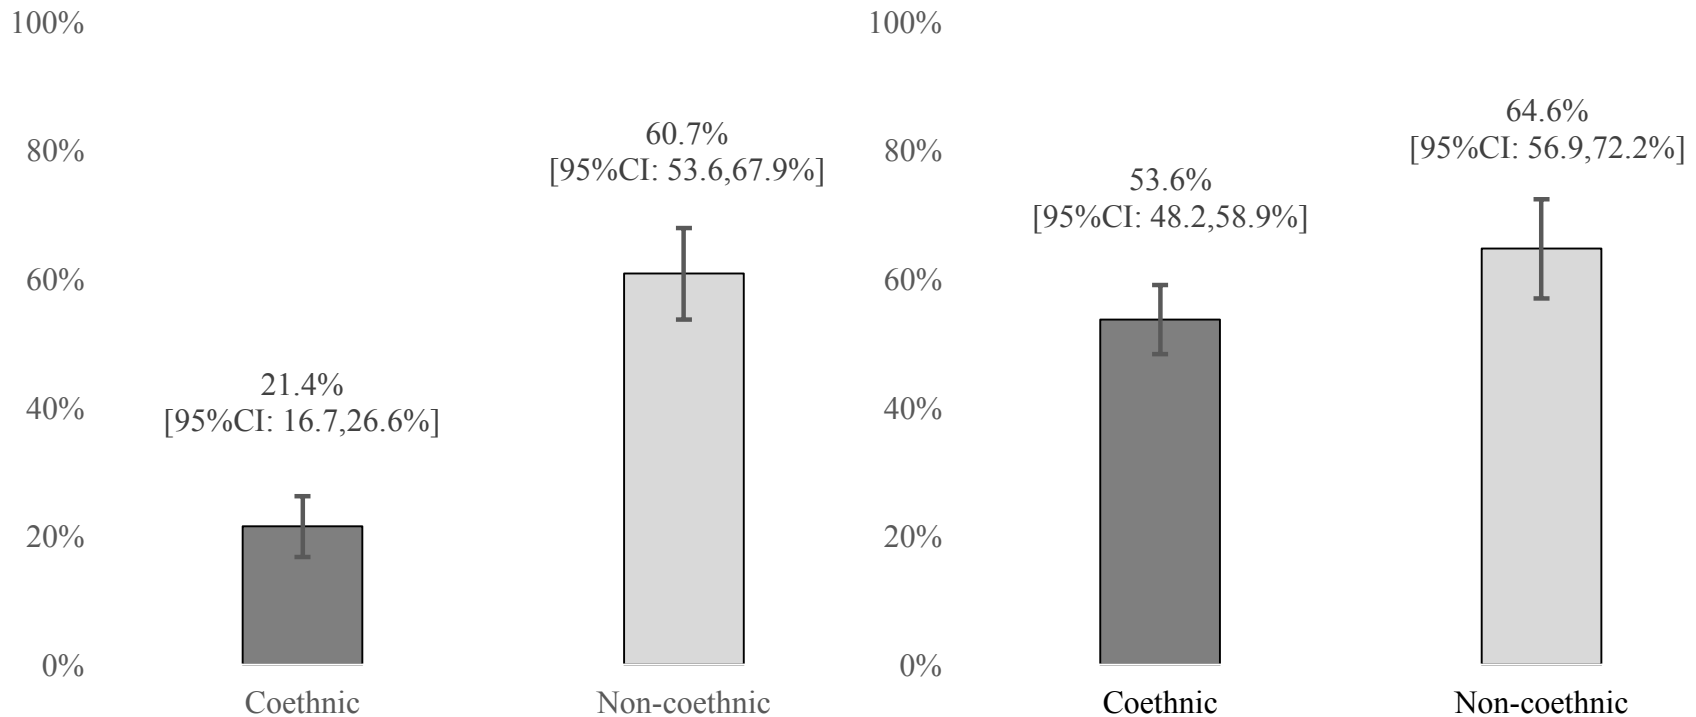 100%
80%
60%
40%
20%
0%
21.4%
[95%CI: 16.7,26.6%]
60.7%
[95%CI: 53.6,67.9%]
Coethnic
Non-coethnic
100%
80%
60%
40%
20%
0%
53.6%
[95%CI: 48.2,58.9%]
64.6%
[95%CI: 56.9,72.2%]
Coethnic
Non-coethnic